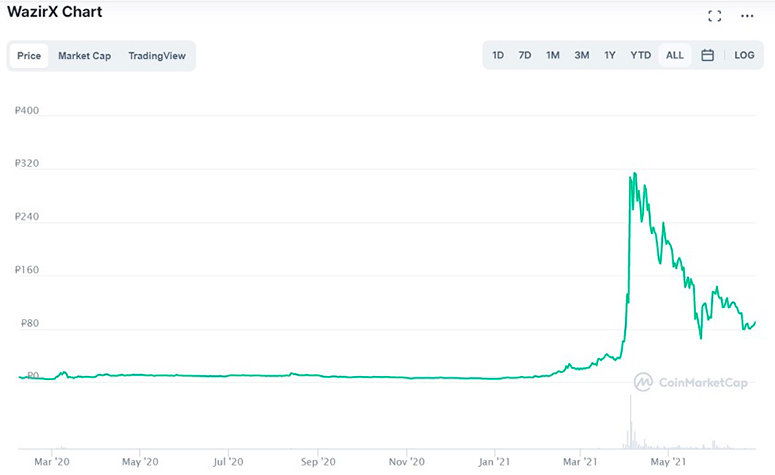 WazirX Chart
Price Market Cap TradingView
1D 7D 1M 3M 1Y YTD ALL LOG
₽400
₽320
₽240
₽160
₽80
₽0
CoinMarketCap
Mar '20 May '20 Jul '20 Sep '20 Nov '20 Jan '21 Mar '21 May '21